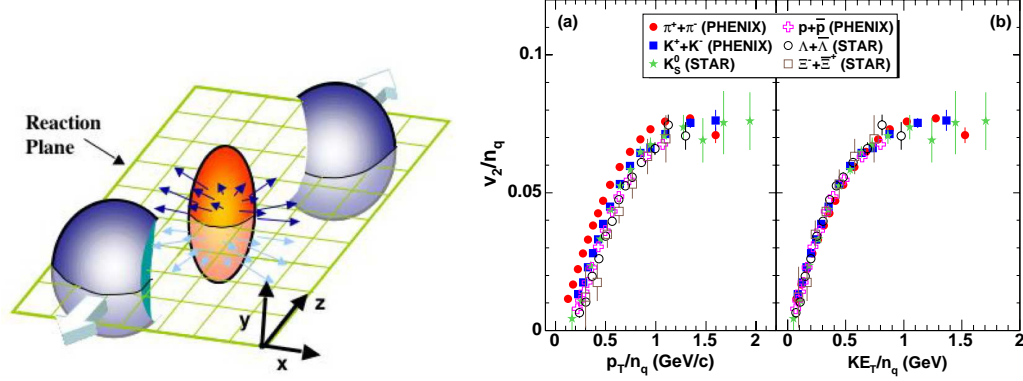 Reaction
Plane
z
y
x
(a)
(b)
π⁺+π⁻ (PHENIX)
K⁺+K⁻ (PHENIX)
K⁰_S (STAR)
p+p̅ (PHENIX)
Λ+Λ̅ (STAR)
Ξ⁻+Ξ̅⁺ (STAR)
v₂/n_q
0.1
0.05
0
0 0.5 1 1.5 2
p_T/n_q (GeV/c)
0 0.5 1 1.5 2
KE_T/n_q (GeV)